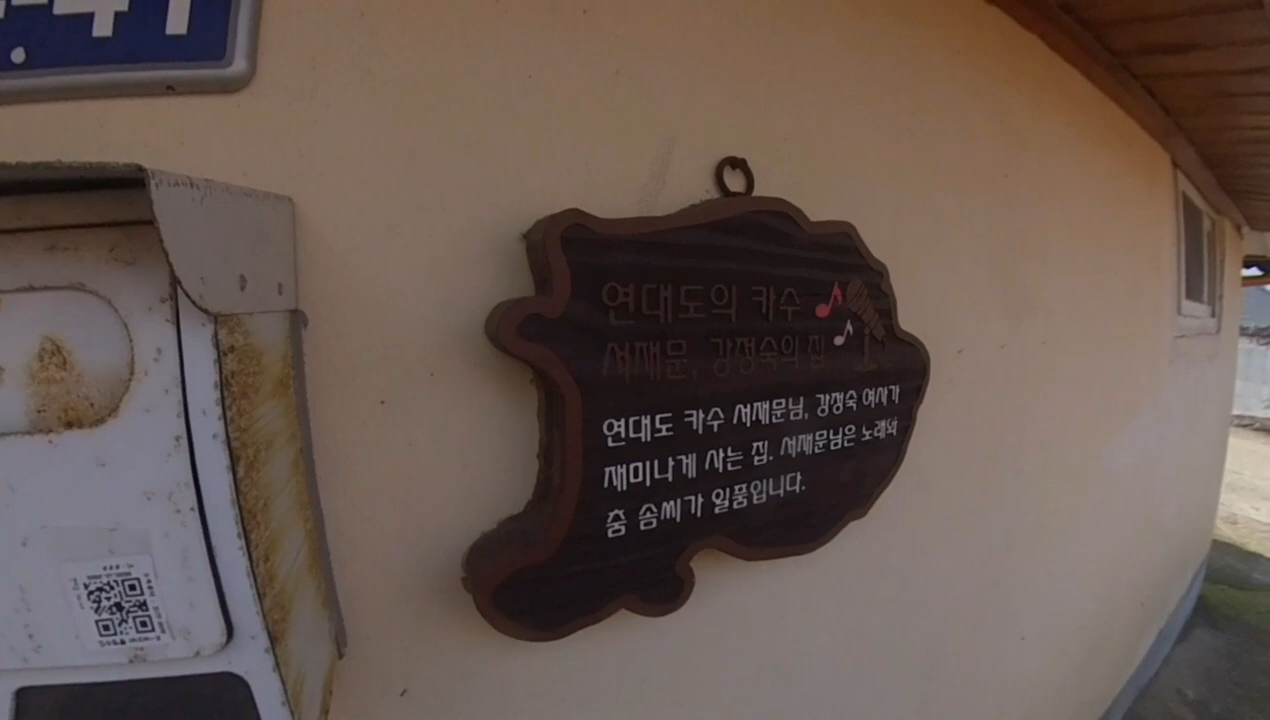 연대도의 카수
서재문, 강정숙의 집
연대도 카수 서재문님, 강정숙 여사가
재미나게 사는 집. 서재문님은 노래와
춤 솜씨가 일품입니다.